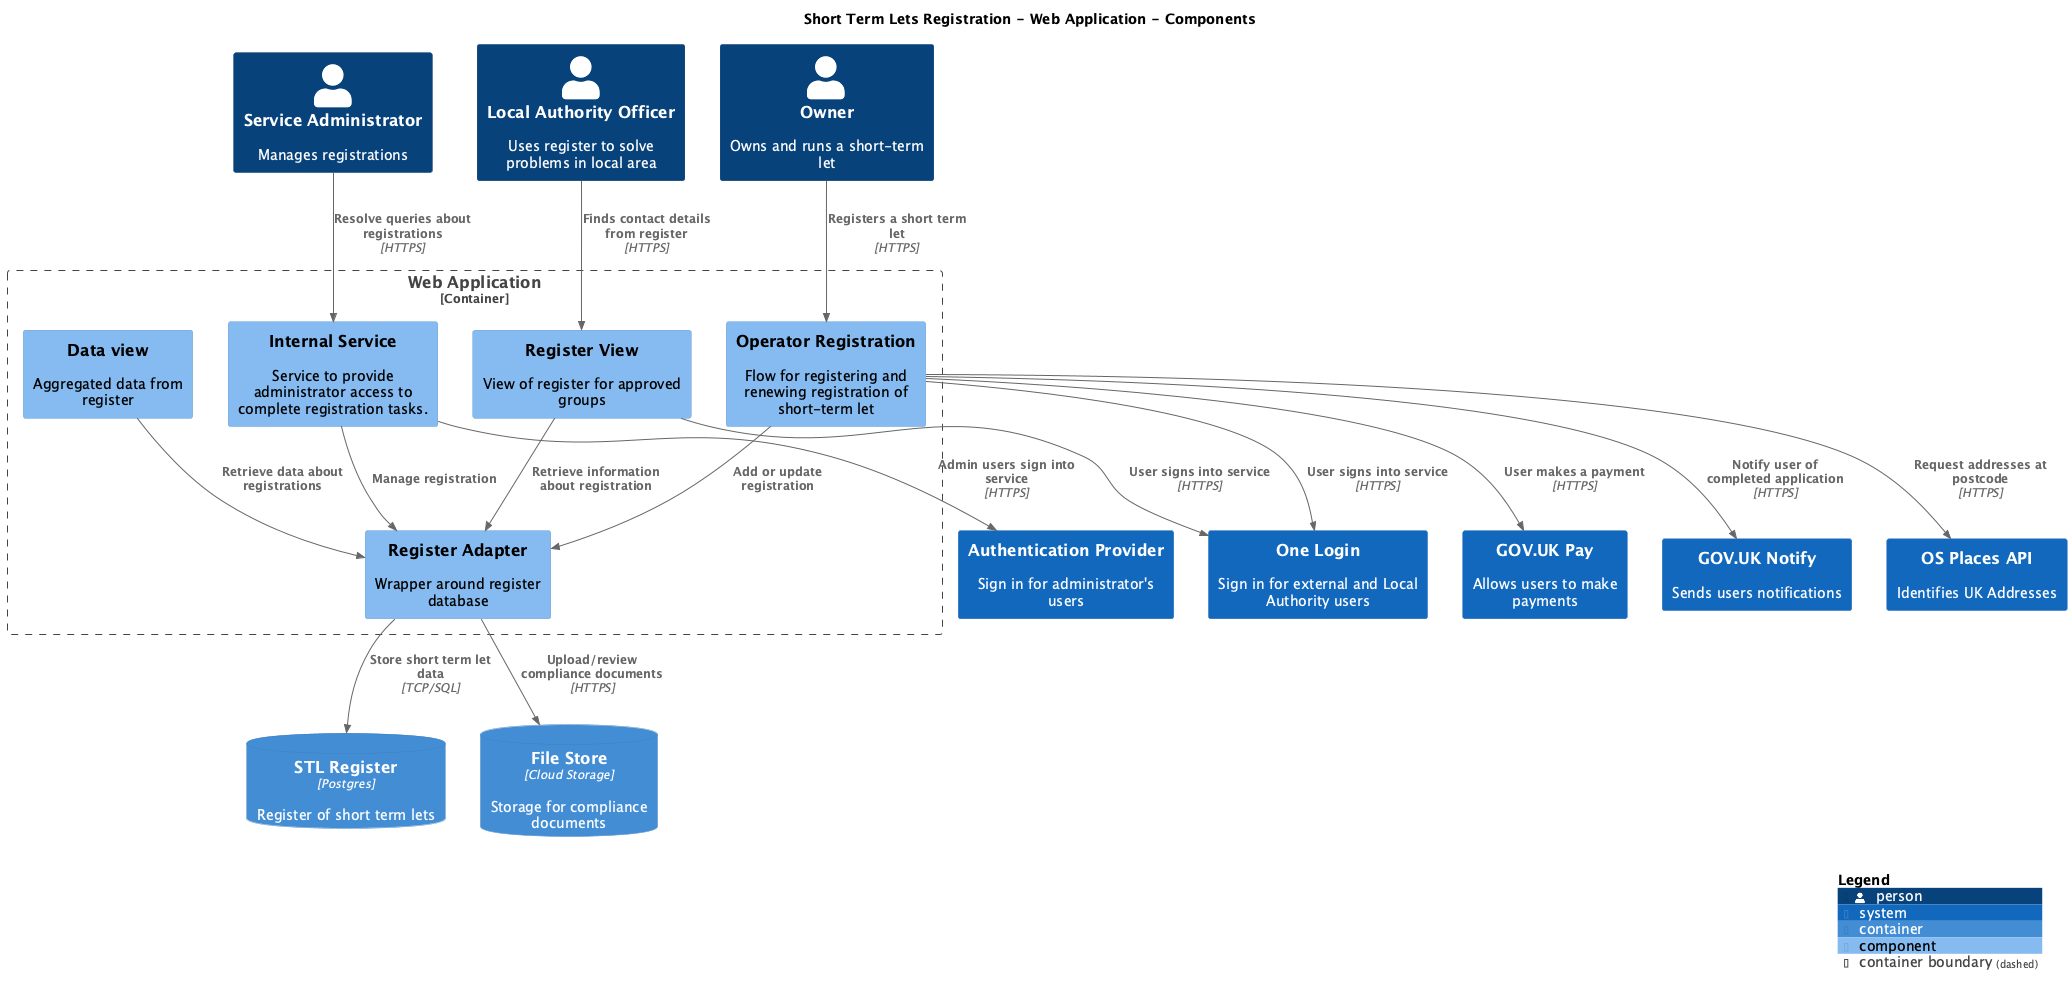 Short Term Lets Registration - Web Application - Components
Service Administrator
Manages registrations
Local Authority Officer
Uses register to solve
problems in local area
Owner
Owns and runs a short-term
let
Resolve queries about
registrations
[HTTPS]
Finds contact details
from register
[HTTPS]
Registers a short term
let
[HTTPS]
Web Application
[Container]
Data view
Aggregated data from
register
Internal Service
Service to provide
administrator access to
complete registration tasks.
Register View
View of register for approved
groups
Operator Registration
Flow for registering and
renewing registration of
short-term let
Retrieve data about
registrations
Manage registration
Retrieve information
about registration
Add or update
registration
Admin users sign into
service
[HTTPS]
User signs into service
[HTTPS]
User signs into service
[HTTPS]
User makes a payment
[HTTPS]
Notify user of
completed application
[HTTPS]
Request addresses at
postcode
[HTTPS]
Register Adapter
Wrapper around register
database
Authentication Provider
Sign in for administrator's
users
One Login
Sign in for external and Local
Authority users
GOV.UK Pay
Allows users to make
payments
GOV.UK Notify
Sends users notifications
OS Places API
Identifies UK Addresses
Store short term let
data
[TCP/SQL]
Upload/review
compliance documents
[HTTPS]
STL Register
[Postgres]
Register of short term lets
File Store
[Cloud Storage]
Storage for compliance
documents
Legend
person
system
container
component
container boundary (dashed)